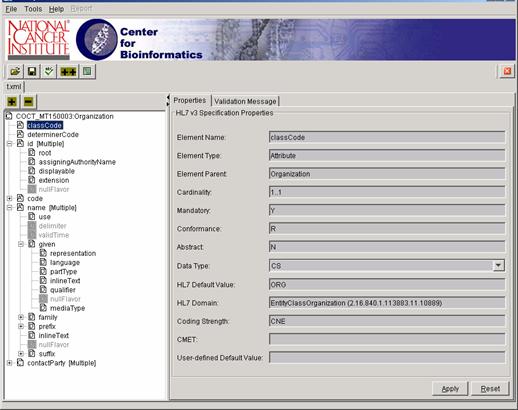 File Tools Help Report
NATIONAL
CANCER
INSTITUTE
Center
for
Bioinformatics
t.xml
COCT_MT150003:Organization
classCode
determinerCode
id [Multiple]
root
assigningAuthorityName
displayable
extension
nullFlavor
code
name [Multiple]
use
delimiter
validTime
given
representation
language
partType
inlineText
qualifier
nullFlavor
mediaType
family
prefix
inlineText
nullFlavor
suffix
contactParty [Multiple]
Properties Validation Message
HL7 v3 Specification Properties
Element Name: classCode
Element Type: Attribute
Element Parent: Organization
Cardinality: 1..1
Mandatory: Y
Conformance: R
Abstract: N
Data Type: CS
HL7 Default Value: ORG
HL7 Domain: EntityClassOrganization (2.16.840.1.113883.11.10889)
Coding Strength: CNE
CMET:
User-defined Default Value:
Apply Reset